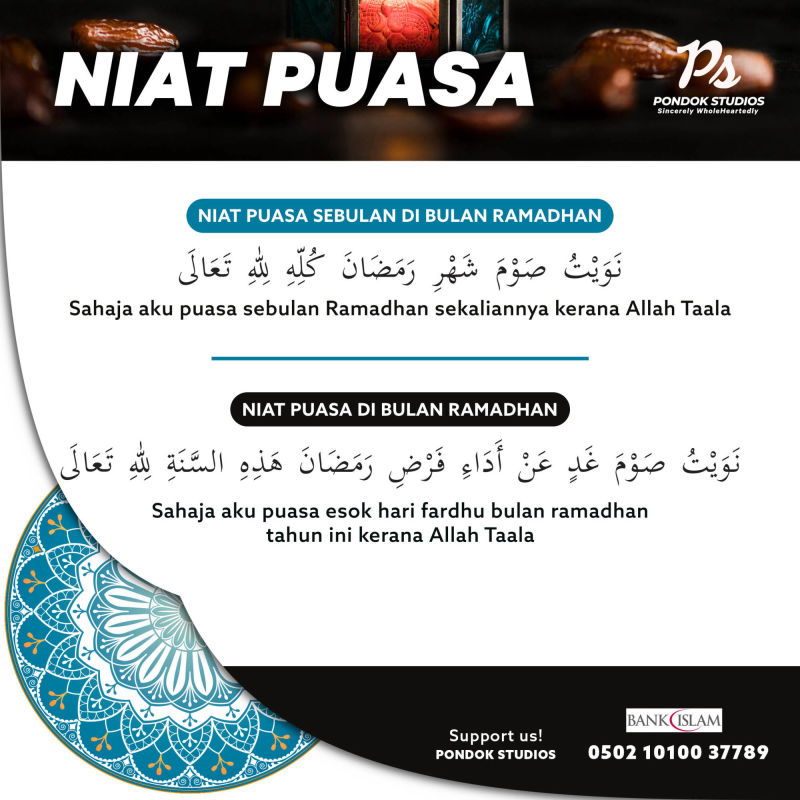 NIAT PUASA
Ps
PONDOK STUDIOS
Sincerely WholeHeartedly
NIAT PUASA SEBULAN DI BULAN RAMADHAN
نَوَيْتُ صَوْمَ شَهْرِ رَمَضَانَ كُلِّهِ لِلّٰهِ تَعَالَى
Sahaja aku puasa sebulan Ramadhan sekaliannya kerana Allah Taala
NIAT PUASA DI BULAN RAMADHAN
نَوَيْتُ صَوْمَ غَدٍ عَنْ أَدَاءِ فَرْضِ رَمَضَانَ هَذِهِ السَّنَةِ لِلّٰهِ تَعَالَى
Sahaja aku puasa esok hari fardhu bulan ramadhan
tahun ini kerana Allah Taala
Support us!
PONDOK STUDIOS
BANK ISLAM
0502 10100 37789